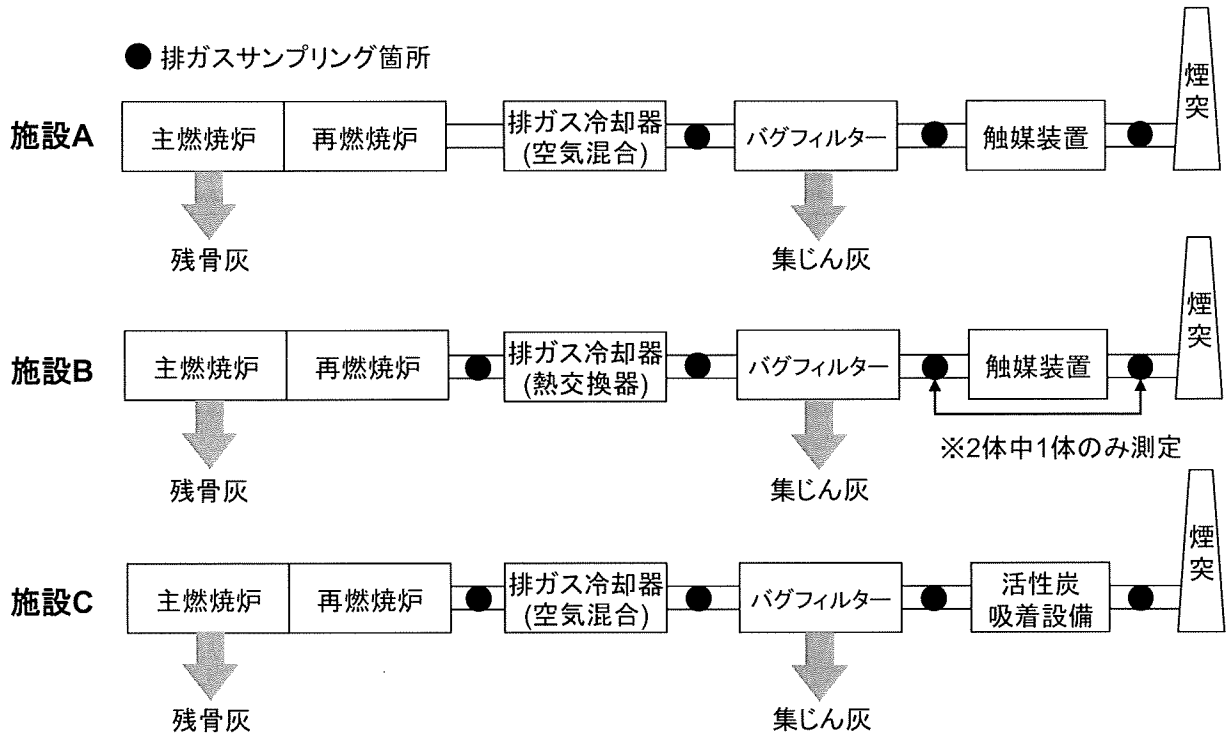 ● 排ガスサンプリング箇所
施設A
主燃焼炉
再燃焼炉
排ガス冷却器
(空気混合)
バグフィルター
触媒装置
煙突
残骨灰
集じん灰
施設B
主燃焼炉
再燃焼炉
排ガス冷却器
(熱交換器)
バグフィルター
触媒装置
煙突
※2体中1体のみ測定
残骨灰
集じん灰
施設C
主燃焼炉
再燃焼炉
排ガス冷却器
(空気混合)
バグフィルター
活性炭
吸着設備
煙突
残骨灰
集じん灰